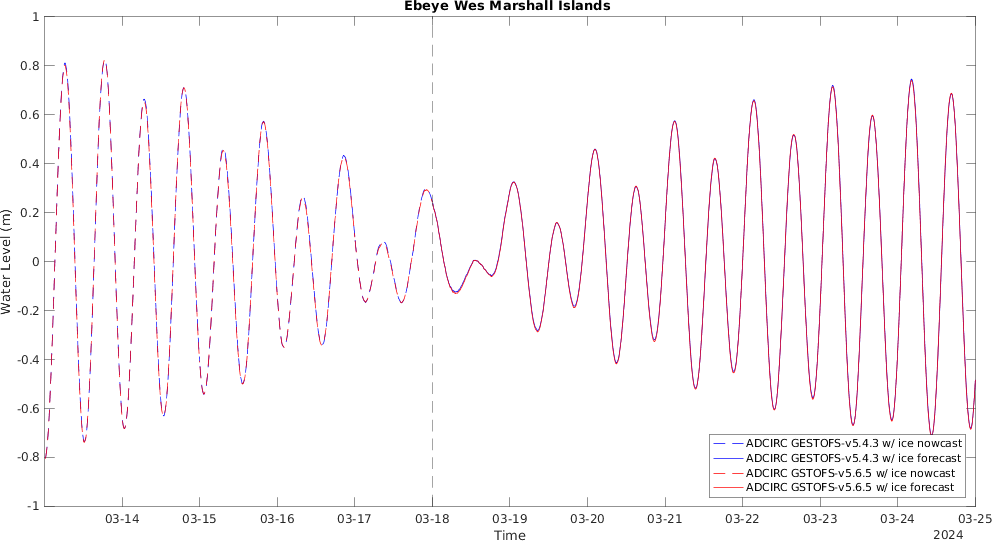 Ebeye Wes Marshall Islands
1
0.8
0.6
0.4
0.2
0
-0.2
-0.4
-0.6
-0.8
-1
Water Level (m)
ADCIRC GESTOFS-v5.4.3 w/ ice nowcast
ADCIRC GESTOFS-v5.4.3 w/ ice forecast
ADCIRC GSTOFS-v5.6.5 w/ ice nowcast
ADCIRC GSTOFS-v5.6.5 w/ ice forecast
03-14 03-15 03-16 03-17 03-18 03-19 03-20 03-21 03-22 03-23 03-24 03-25
Time
2024